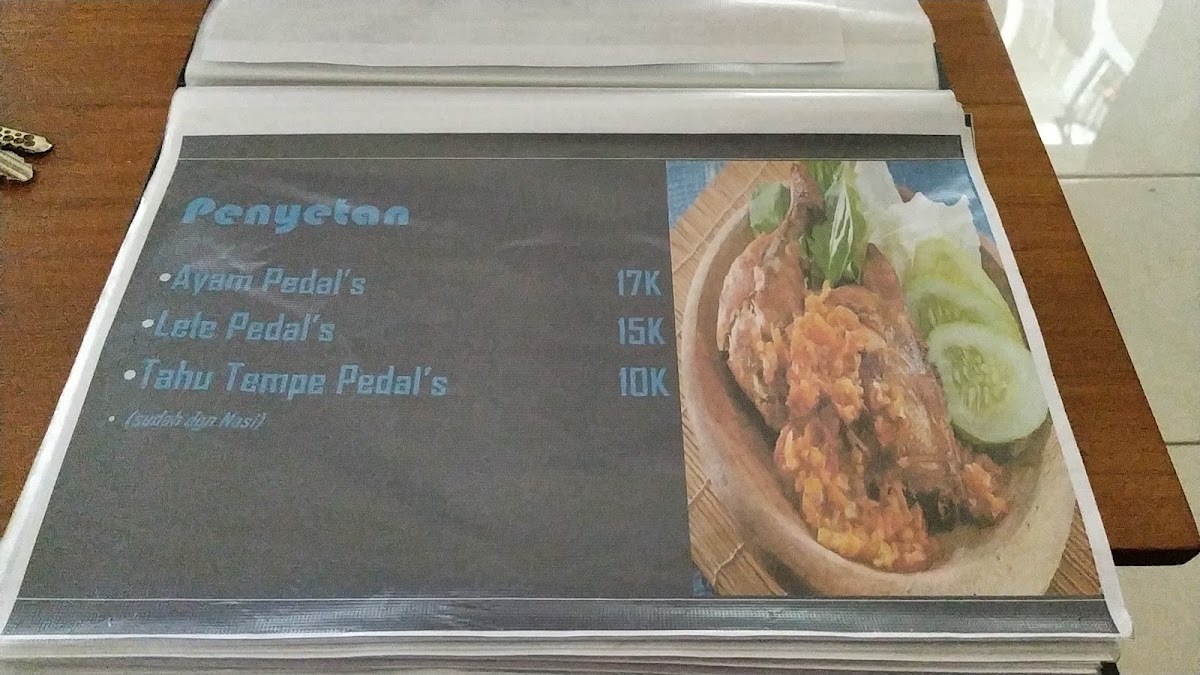 Penyetan
•Ayam Pedal's 17K
•Lele Pedal's 15K
•Tahu Tempe Pedal's 10K
• (sudah dgn Nasi)